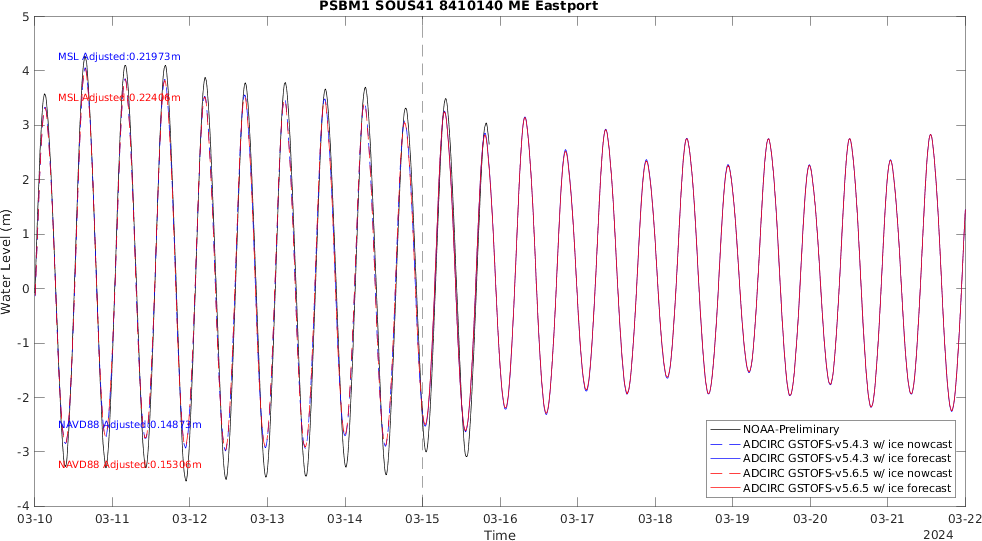 PSBM1 SOUS41 8410140 ME Eastport
5
4
3
2
1
0
-1
-2
-3
-4
Water Level (m)
MSL Adjusted:0.21973m
MSL Adjusted:0.22406m
NAVD88 Adjusted:0.14873m
NAVD88 Adjusted:0.15306m
NOAA-Preliminary
ADCIRC GSTOFS-v5.4.3 w/ ice nowcast
ADCIRC GSTOFS-v5.4.3 w/ ice forecast
ADCIRC GSTOFS-v5.6.5 w/ ice nowcast
ADCIRC GSTOFS-v5.6.5 w/ ice forecast
03-10 03-11 03-12 03-13 03-14 03-15 03-16 03-17 03-18 03-19 03-20 03-21 03-22
Time
2024